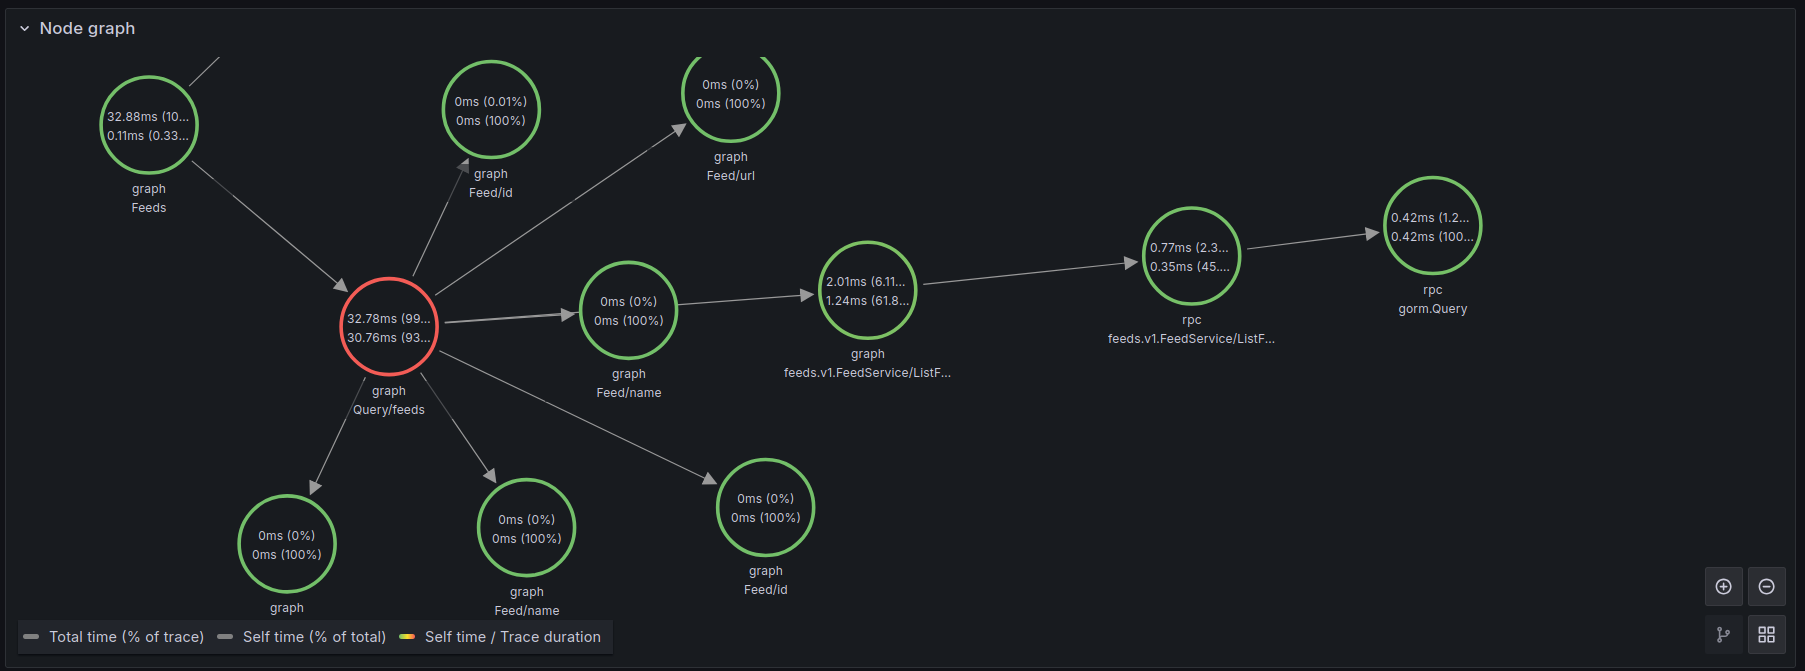 Node graph
32.88ms (10...
0.11ms (0.33...
graph
Feeds
0ms (0.01%)
0ms (100%)
graph
Feed/id
0ms (0%)
0ms (100%)
graph
Feed/url
32.78ms (99...
30.76ms (93...
graph
Query/feeds
0ms (0%)
0ms (100%)
graph
Feed/name
2.01ms (6.11...
1.24ms (61.8...
graph
feeds.v1.FeedService/ListF...
0.77ms (2.3...
0.35ms (45....
rpc
feeds.v1.FeedService/ListF...
0.42ms (1.2...
0.42ms (100...
rpc
gorm.Query
0ms (0%)
0ms (100%)
graph
0ms (0%)
0ms (100%)
graph
Feed/name
0ms (0%)
0ms (100%)
graph
Feed/id
Total time (% of trace)
Self time (% of total)
Self time / Trace duration